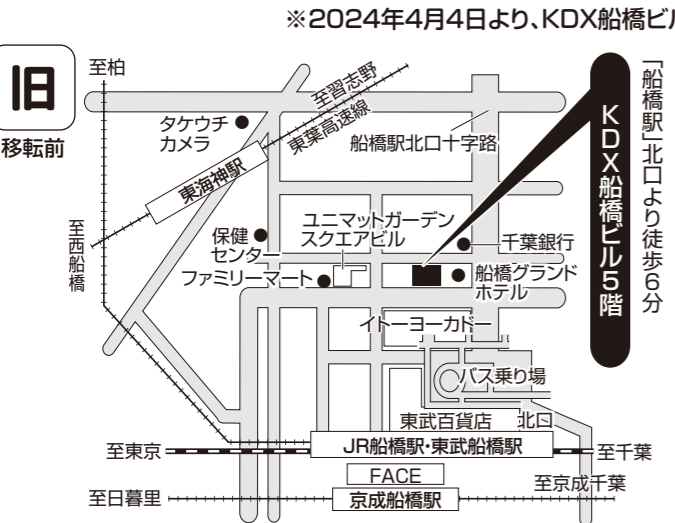 ※2024年4月4日より、KDX船橋ビル
旧
移転前
至柏
至習志野
東葉高速線
タケウチ
カメラ
船橋駅北口十字路
東海神駅
至西船橋
保健
センター
ユニマットガーデン
スクエアビル
千葉銀行
ファミリーマート
船橋グランド
ホテル
イトーヨーカドー
バス乗り場
東武百貨店
北口
至東京
JR船橋駅・東武船橋駅
至千葉
FACE
至京成千葉
至日暮里
京成船橋駅
KDX船橋ビル5階
「船橋駅」北口より徒歩6分